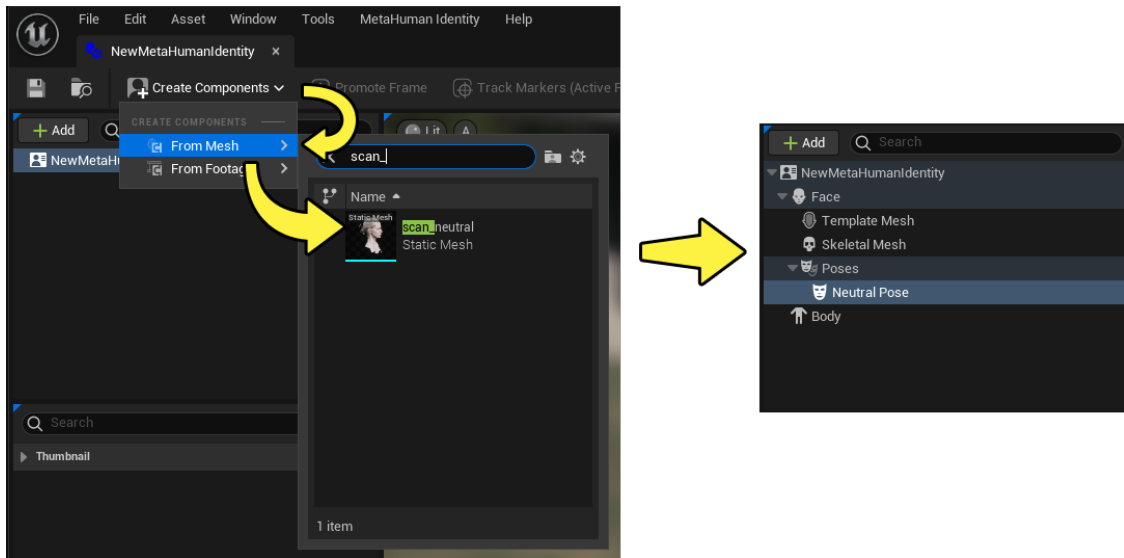 File Edit Asset Window Tools MetaHuman Identity Help
NewMetaHumanIdentity ×
Create Components
Promote Frame
Track Markers (Active F
CREATE COMPONENTS
From Mesh
From Footag
+ Add
NewMetaH
Lit
scan_
Name
Static Mesh
scan_neutral
Static Mesh
1 item
Search
Thumbnail
+ Add
Search
NewMetaHumanIdentity
Face
Template Mesh
Skeletal Mesh
Poses
Neutral Pose
Body